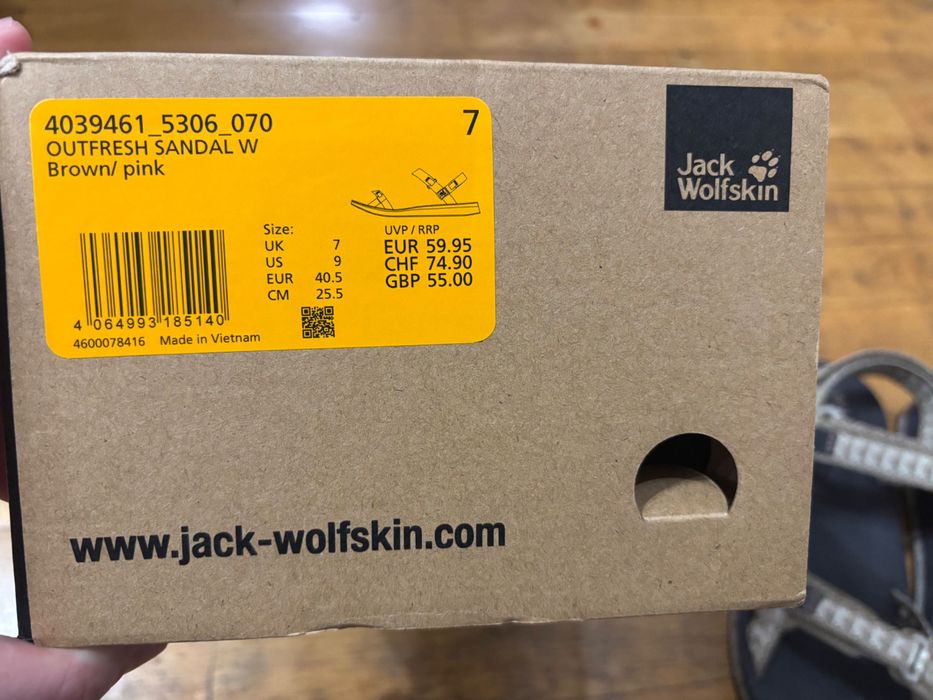 4039461_5306_070
7
OUTFRESH SANDAL W
Brown/ pink
Size:
UK 7
US 9
EUR 40.5
CM 25.5
UVP / RRP
EUR 59.95
CHF 74.90
GBP 55.00
4 064993 185140
4600078416 Made in Vietnam
Jack
Wolfskin
www.jack-wolfskin.com